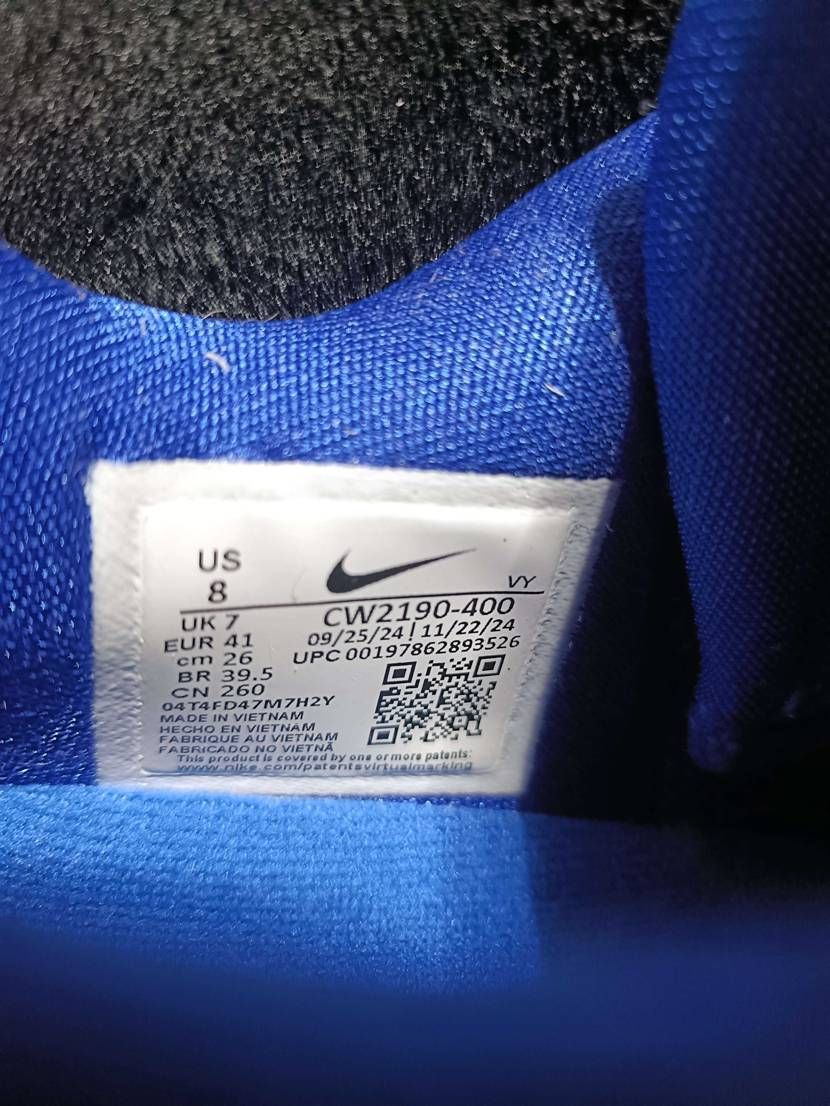 US
8
VY
CW2190-400
UK 7
09/25/24 | 11/22/24
EUR 41
UPC 00197862893526
cm 26
BR 39.5
CN 260
04T4FD47M7H2Y
MADE IN VIETNAM
HECHO EN VIETNAM
FABRIQUE AU VIETNAM
FABRICADO NO VIETNÃ
This product is covered by one or more patents:
www.nike.com/patentsvirtualmarking